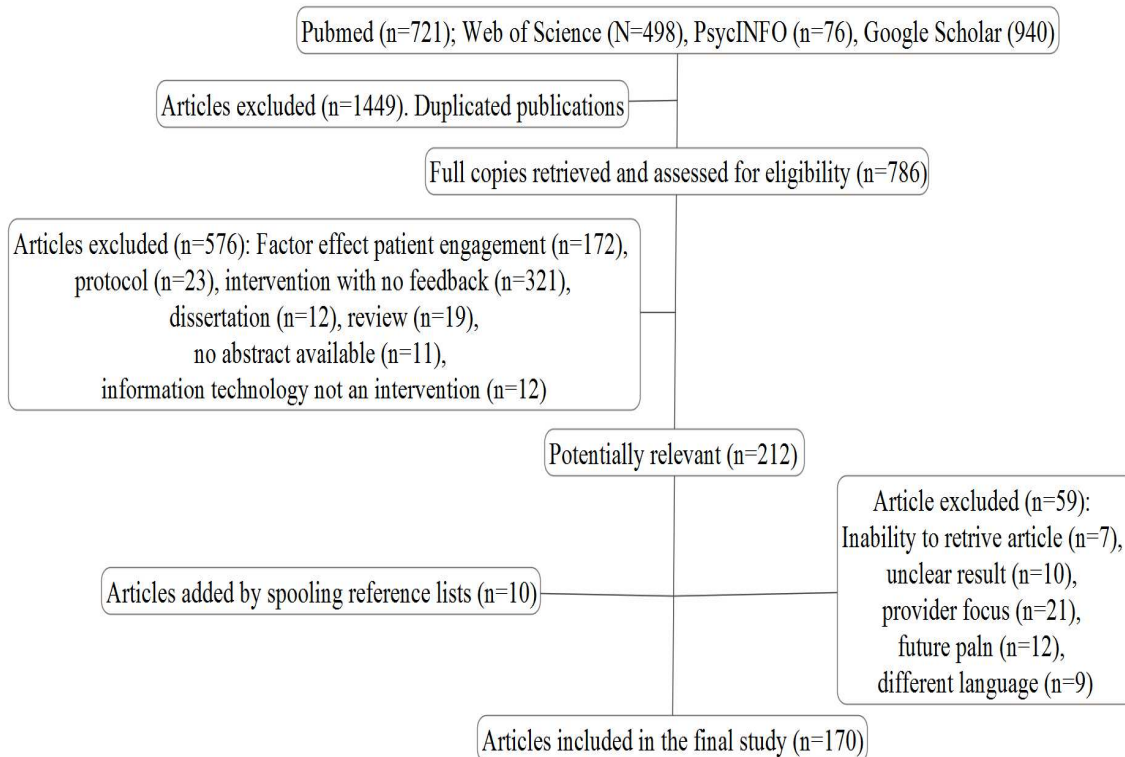 Pubmed (n=721); Web of Science (N=498), PsycINFO (n=76), Google Scholar (940)
Articles excluded (n=1449). Duplicated publications
Full copies retrieved and assessed for eligibility (n=786)
Articles excluded (n=576): Factor effect patient engagement (n=172),
protocol (n=23), intervention with no feedback (n=321),
dissertation (n=12), review (n=19),
no abstract available (n=11),
information technology not an intervention (n=12)
Potentially relevant (n=212)
Article excluded (n=59):
Inability to retrive article (n=7),
unclear result (n=10),
provider focus (n=21),
future paln (n=12),
different language (n=9)
Articles added by spooling reference lists (n=10)
Articles included in the final study (n=170)